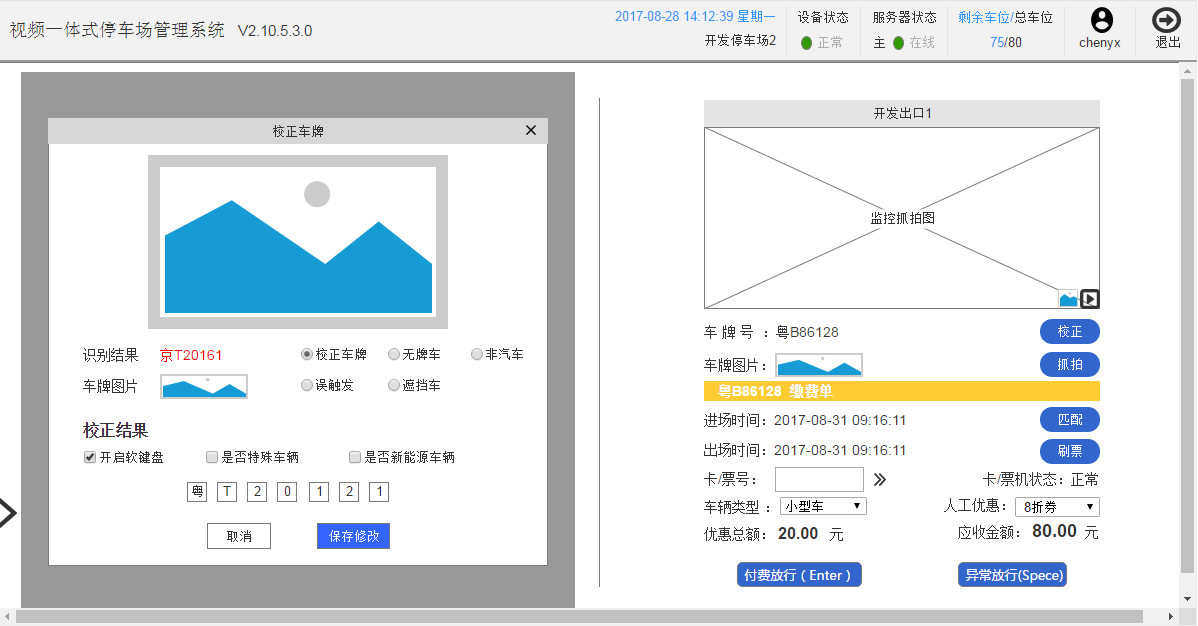 视频一体式停车场管理系统 V2.10.5.3.0
2017-08-28 14:12:39 星期一
开发停车场2
设备状态
正常
服务器状态
主 在线
剩余车位/总车位
75/80
chenyx
退出
校正车牌
识别结果 京T20161
校正车牌 无牌车 非汽车
车牌图片
误触发 遮挡车
校正结果
开启软键盘 是否特殊车辆 是否新能源车辆
粤 T 2 0 1 2 1
取消 保存修改
开发出口1
监控抓拍图
车 牌 号 ：粤B86128 校正
车牌图片： 抓拍
粤B86128 缴费单
进场时间：2017-08-31 09:16:11 匹配
出场时间：2017-08-31 09:16:11 刷票
卡/票号： 卡/票机状态：正常
车辆类型： 小型车 人工优惠： 8折券
优惠总额： 20.00 元 应收金额： 80.00 元
付费放行（Enter） 异常放行(Spece)